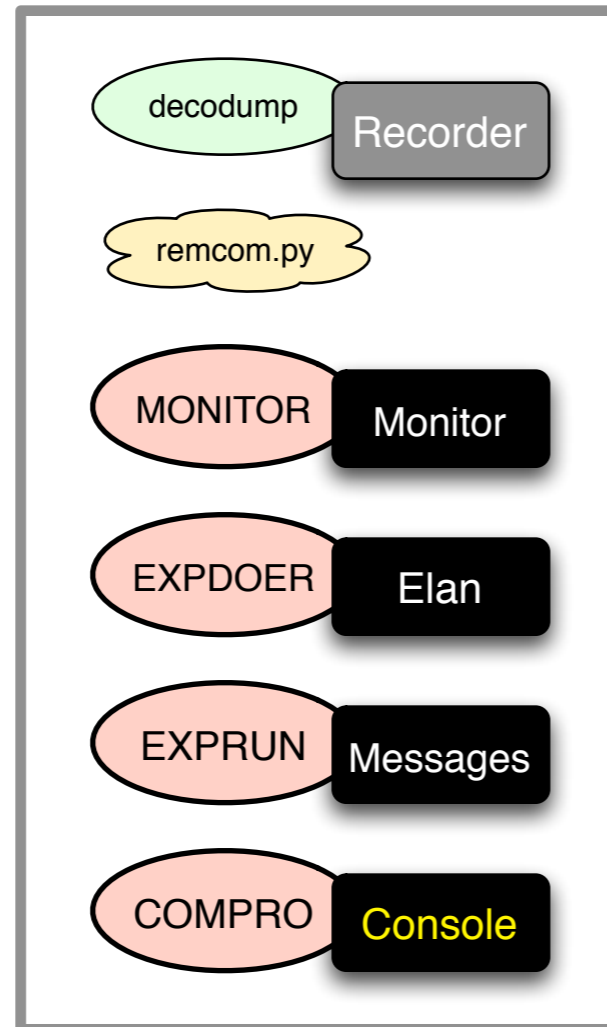 decodump
Recorder
remcom.py
MONITOR
Monitor
EXPDOER
Elan
EXPRUN
Messages
COMPRO
Console